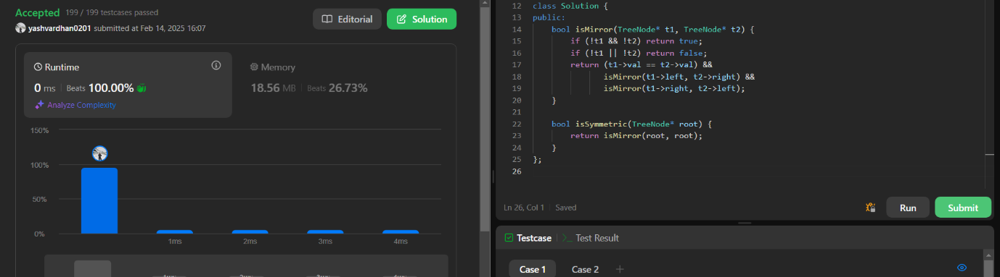 Accepted 199 / 199 testcases passed
yashvardhan0201 submitted at Feb 14, 2025 16:07
Editorial
Solution
Runtime
0 ms | Beats 100.00%
Analyze Complexity
Memory
18.56 MB | Beats 26.73%
150%
100%
50%
0%
1ms 2ms 3ms 4ms
12 class Solution {
13 public:
14     bool isMirror(TreeNode* t1, TreeNode* t2) {
15         if (!t1 && !t2) return true;
16         if (!t1 || !t2) return false;
17         return (t1->val == t2->val) &&
18                isMirror(t1->left, t2->right) &&
19                isMirror(t1->right, t2->left);
20     }
21
22     bool isSymmetric(TreeNode* root) {
23         return isMirror(root, root);
24     }
25 };
26
Ln 26, Col 1 | Saved
Run
Submit
Testcase | >_ Test Result
Case 1 Case 2 +